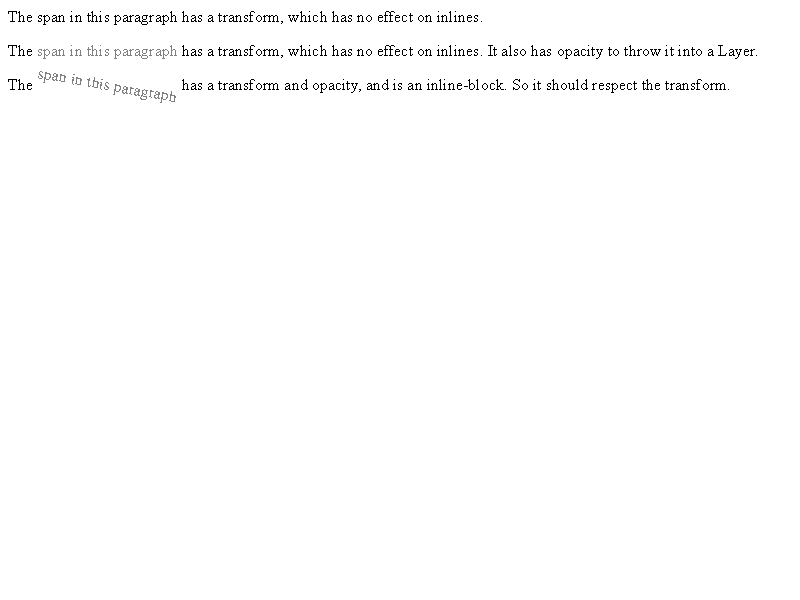 The span in this paragraph has a transform, which has no effect on inlines.
The span in this paragraph has a transform, which has no effect on inlines. It also has opacity to throw it into a Layer.
The span in this paragraph has a transform and opacity, and is an inline-block. So it should respect the transform.